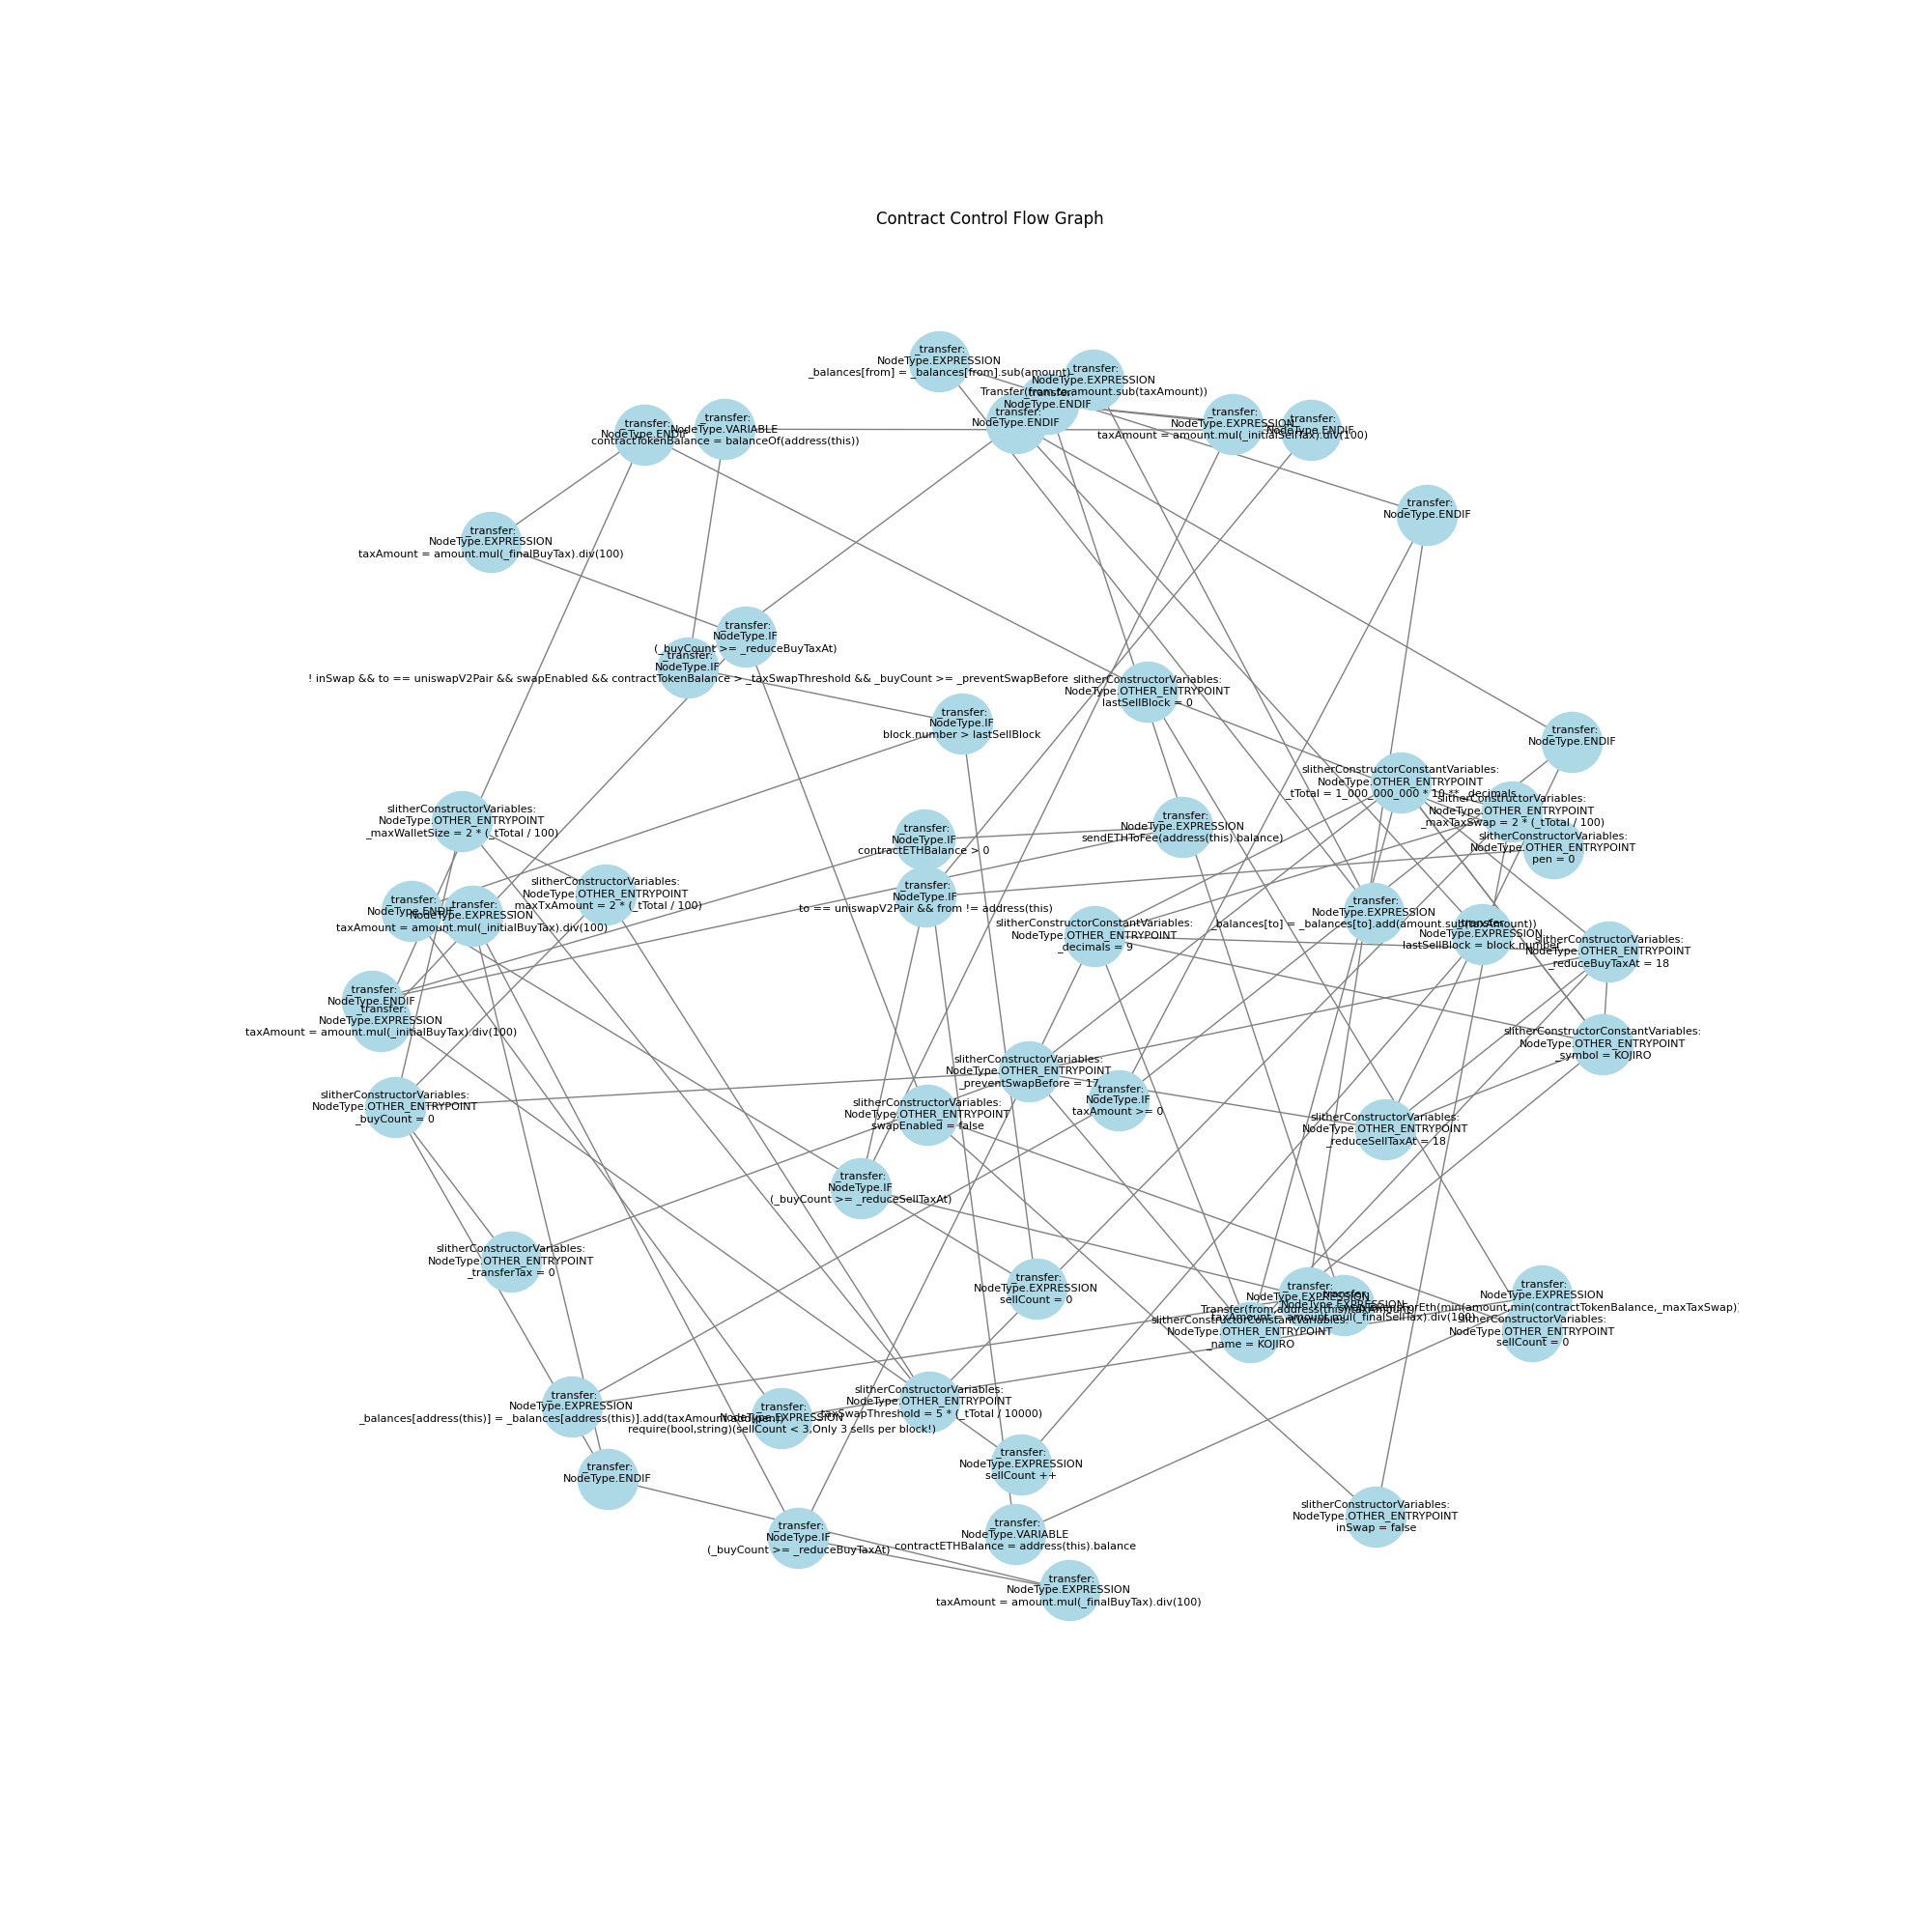 Contract Control Flow Graph
_transfer:
NodeType.EXPRESSION
_balances[from] = _balances[from].sub(amount)
_transfer:
NodeType.EXPRESSION
Transfer(from,to,amount.sub(taxAmount))
_transfer:
NodeType.ENDIF
_transfer:
NodeType.ENDIF
_transfer:
NodeType.EXPRESSION
taxAmount = amount.mul(_initialSellTax).div(100)
_transfer:
NodeType.ENDIF
_transfer:
NodeType.ENDIF
_transfer:
NodeType.VARIABLE
contractTokenBalance = balanceOf(address(this))
_transfer:
NodeType.ENDIF
_transfer:
NodeType.EXPRESSION
taxAmount = amount.mul(_finalBuyTax).div(100)
_transfer:
NodeType.IF
(_buyCount >= _reduceBuyTaxAt)
_transfer:
NodeType.IF
! inSwap && to == uniswapV2Pair && swapEnabled && contractTokenBalance > _taxSwapThreshold && _buyCount >= _preventSwapBefore
slitherConstructorVariables:
NodeType.OTHER_ENTRYPOINT
lastSellBlock = 0
_transfer:
NodeType.IF
block.number > lastSellBlock
_transfer:
NodeType.ENDIF
slitherConstructorConstantVariables:
NodeType.OTHER_ENTRYPOINT
_tTotal = 1_000_000_000 * 10 ** _decimals
slitherConstructorVariables:
NodeType.OTHER_ENTRYPOINT
_maxTaxSwap = 2 * (_tTotal / 100)
slitherConstructorVariables:
NodeType.OTHER_ENTRYPOINT
pen = 0
slitherConstructorVariables:
NodeType.OTHER_ENTRYPOINT
_maxWalletSize = 2 * (_tTotal / 100)
_transfer:
NodeType.EXPRESSION
sendETHToFee(address(this).balance)
_transfer:
NodeType.IF
contractETHBalance > 0
_transfer:
NodeType.IF
to == uniswapV2Pair && from != address(this)
slitherConstructorVariables:
NodeType.OTHER_ENTRYPOINT
_maxTxAmount = 2 * (_tTotal / 100)
_transfer:
NodeType.ENDIF
_transfer:
NodeType.EXPRESSION
taxAmount = amount.mul(_initialBuyTax).div(100)
slitherConstructorConstantVariables:
NodeType.OTHER_ENTRYPOINT
_decimals = 9
_transfer:
NodeType.EXPRESSION
_balances[to] = _balances[to].add(amount.sub(taxAmount))
_transfer:
NodeType.EXPRESSION
lastSellBlock = block.number
slitherConstructorVariables:
NodeType.OTHER_ENTRYPOINT
_reduceBuyTaxAt = 18
_transfer:
NodeType.ENDIF
_transfer:
NodeType.EXPRESSION
taxAmount = amount.mul(_initialBuyTax).div(100)
slitherConstructorConstantVariables:
NodeType.OTHER_ENTRYPOINT
_symbol = KOJIRO
slitherConstructorVariables:
NodeType.OTHER_ENTRYPOINT
_preventSwapBefore = 17
_transfer:
NodeType.IF
taxAmount >= 0
slitherConstructorVariables:
NodeType.OTHER_ENTRYPOINT
_buyCount = 0
slitherConstructorVariables:
NodeType.OTHER_ENTRYPOINT
swapEnabled = false
slitherConstructorVariables:
NodeType.OTHER_ENTRYPOINT
_reduceSellTaxAt = 18
_transfer:
NodeType.IF
(_buyCount >= _reduceSellTaxAt)
slitherConstructorVariables:
NodeType.OTHER_ENTRYPOINT
_transferTax = 0
_transfer:
NodeType.EXPRESSION
sellCount = 0
_transfer:
NodeType.EXPRESSION
Transfer(from,address(this),taxAmount)
_transfer:
NodeType.EXPRESSION
taxAmount = amount.mul(_finalSellTax).div(100)
_transfer:
NodeType.EXPRESSION
ForEth(min(amount,min(contractTokenBalance,_maxTaxSwap))
slitherConstructorConstantVariables:
NodeType.OTHER_ENTRYPOINT
_name = KOJIRO
slitherConstructorVariables:
NodeType.OTHER_ENTRYPOINT
sellCount = 0
_transfer:
NodeType.EXPRESSION
_balances[address(this)] = _balances[address(this)].add(taxAmount
_transfer:
NodeType.EXPRESSION
require(bool,string)(sellCount < 3,Only 3 sells per block!)
slitherConstructorVariables:
NodeType.OTHER_ENTRYPOINT
_taxSwapThreshold = 5 * (_tTotal / 10000)
_transfer:
NodeType.EXPRESSION
sellCount ++
_transfer:
NodeType.ENDIF
_transfer:
NodeType.VARIABLE
contractETHBalance = address(this).balance
slitherConstructorVariables:
NodeType.OTHER_ENTRYPOINT
inSwap = false
_transfer:
NodeType.IF
(_buyCount >= _reduceBuyTaxAt)
_transfer:
NodeType.EXPRESSION
taxAmount = amount.mul(_finalBuyTax).div(100)